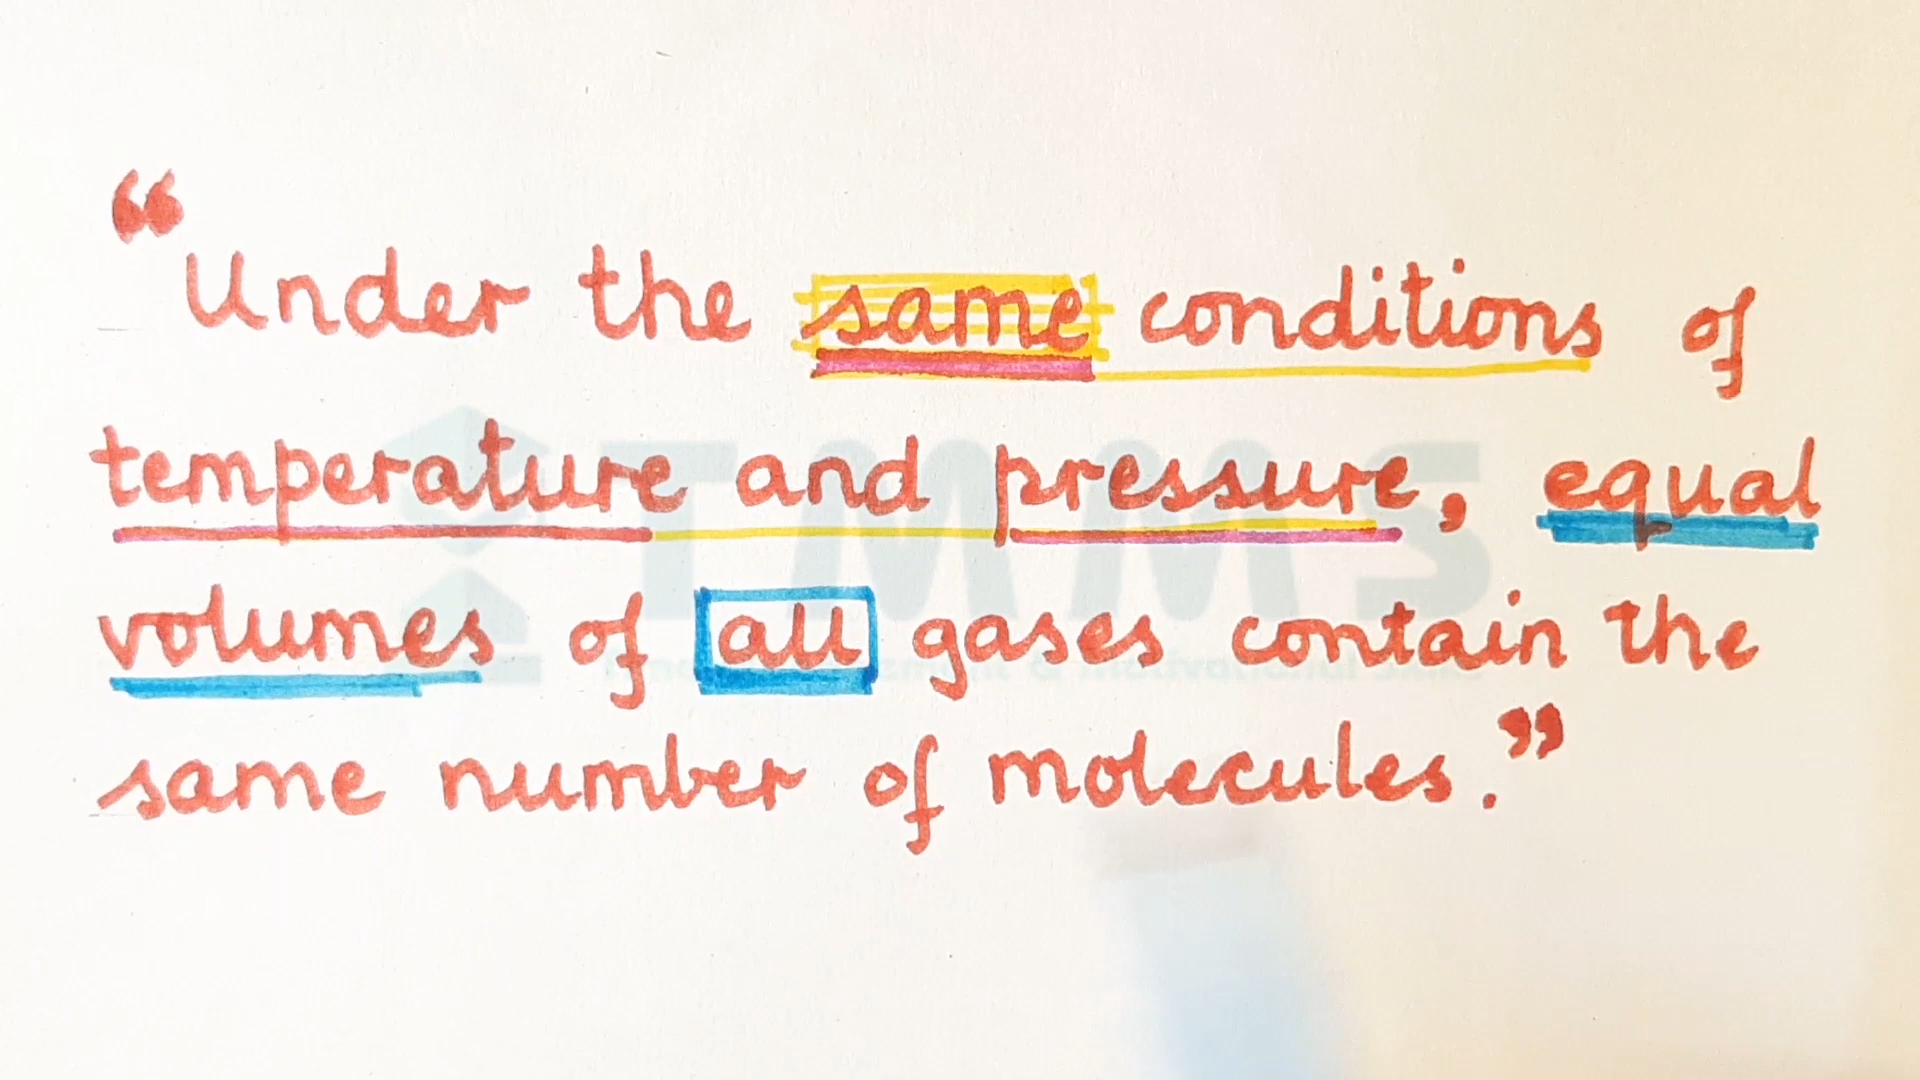 “Under the same conditions of
temperature and pressure, equal
volumes of all gases contain the
same number of molecules.”
TMMS